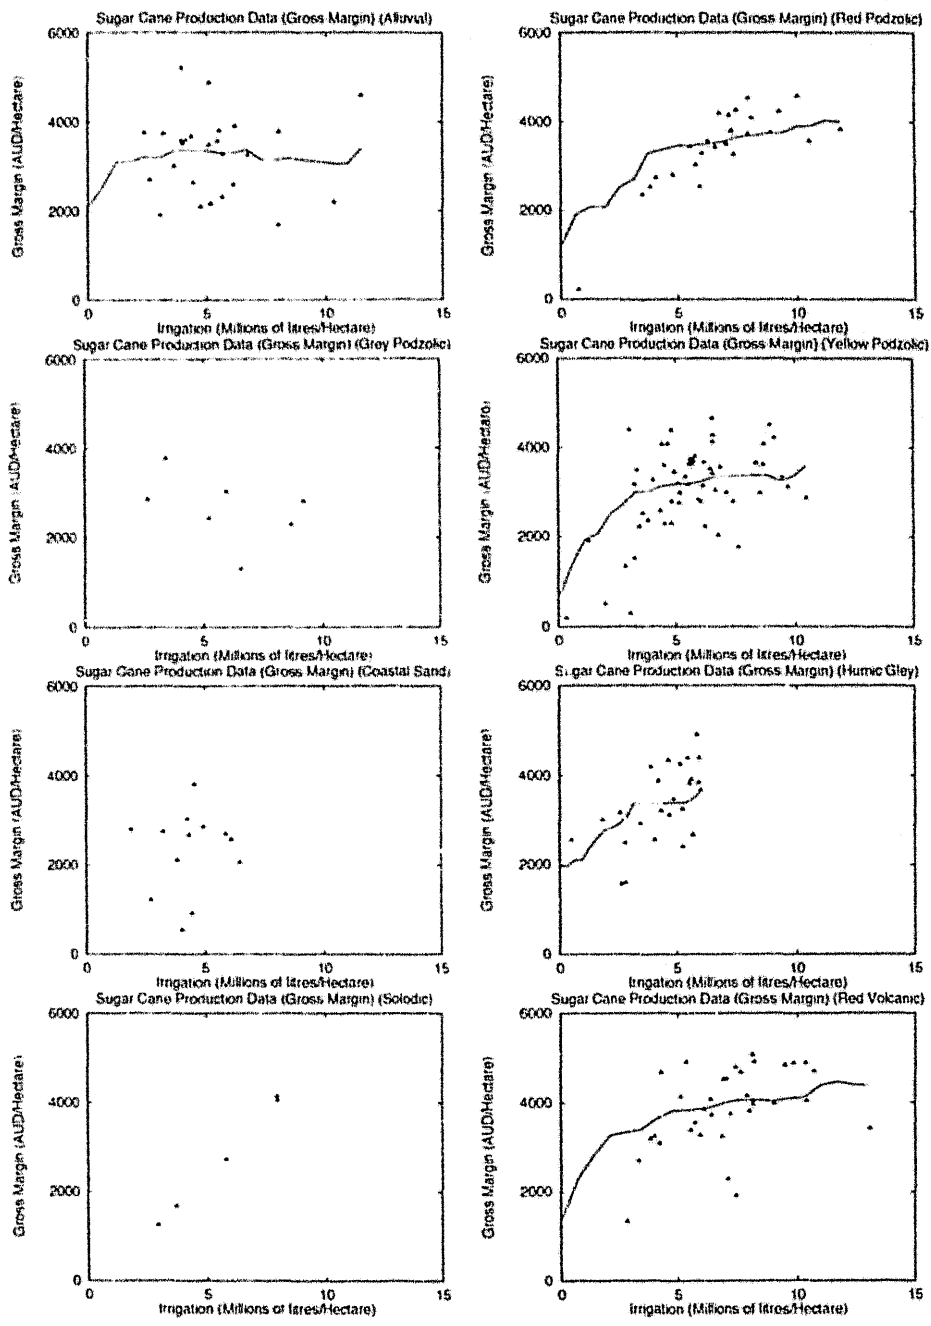 Sugar Cane Production Data (Gross Margin) (Alluvial)
6000
4000
2000
0
Gross Margin (AUD/Hectare)
0 5 10 15
Irrigation (Millions of litres/Hectare)
Sugar Cane Production Data (Gross Margin) (Red Podzolic)
6000
4000
2000
0
Gross Margin (AUD/Hectare)
0 5 10 15
Irrigation (Millions of litres/Hectare)
Sugar Cane Production Data (Gross Margin) (Grey Podzolic)
6000
4000
2000
0
Gross Margin (AUD/Hectare)
0 5 10 15
Irrigation (Millions of litres/Hectare)
Sugar Cane Production Data (Gross Margin) (Yellow Podzolic)
6000
4000
2000
0
Gross Margin (AUD/Hectare)
0 5 10 15
Irrigation (Millions of litres/Hectare)
Sugar Cane Production Data (Gross Margin) (Coastal Sand)
6000
4000
2000
0
Gross Margin (AUD/Hectare)
0 5 10 15
Irrigation (Millions of litres/Hectare)
Sugar Cane Production Data (Gross Margin) (Humic Gley)
6000
4000
2000
0
Gross Margin (AUD/Hectare)
0 5 10 15
Irrigation (Millions of litres/Hectare)
Sugar Cane Production Data (Gross Margin) (Solodic)
6000
4000
2000
0
Gross Margin (AUD/Hectare)
0 5 10 15
Irrigation (Millions of litres/Hectare)
Sugar Cane Production Data (Gross Margin) (Red Volcanic)
6000
4000
2000
0
Gross Margin (AUD/Hectare)
0 5 10 15
Irrigation (Millions of litres/Hectare)